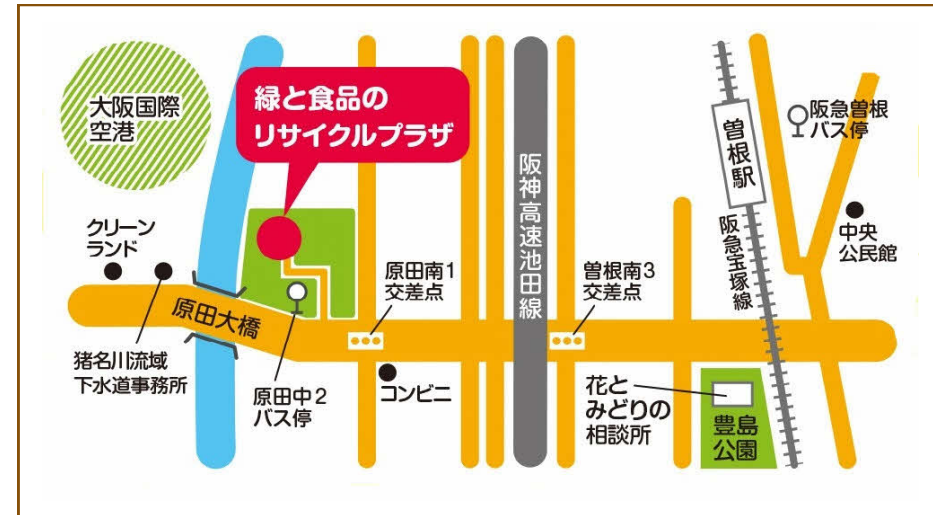 大阪国際
空港
緑と食品の
リサイクルプラザ
阪神高速池田線
曽根駅
阪急曽根
バス停
クリーン
ランド
原田南1
交差点
曽根南3
交差点
阪急宝塚線
中央
公民館
原田大橋
猪名川流域
下水道事務所
原田中2
バス停
コンビニ
花と
みどりの
相談所
豊島
公園